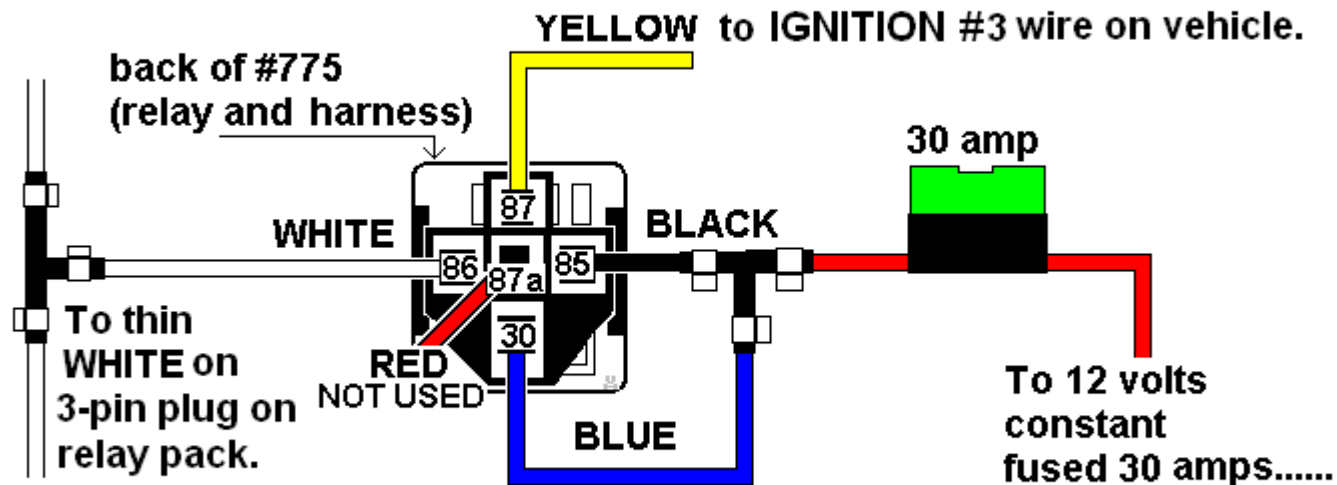 YELLOW to IGNITION #3 wire on vehicle.
back of #775
(relay and harness)
30 amp
87
WHITE
BLACK
86
87a
85
30
To thin
WHITE on
3-pin plug on
relay pack.
RED
NOT USED
BLUE
To 12 volts
constant
fused 30 amps......